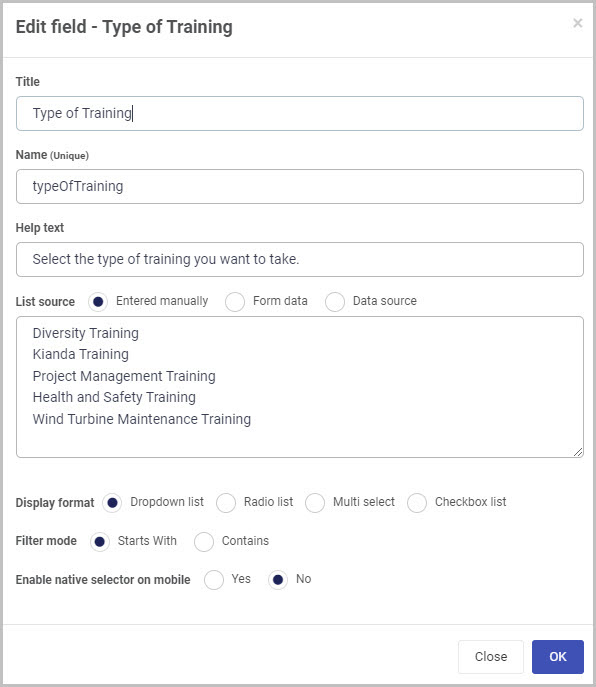 Edit field - Type of Training
×
Title
Type of Training
Name (Unique)
typeOfTraining
Help text
Select the type of training you want to take.
List source Entered manually Form data Data source
Diversity Training
Kianda Training
Project Management Training
Health and Safety Training
Wind Turbine Maintenance Training
Display format Dropdown list Radio list Multi select Checkbox list
Filter mode Starts With Contains
Enable native selector on mobile Yes No
Close OK